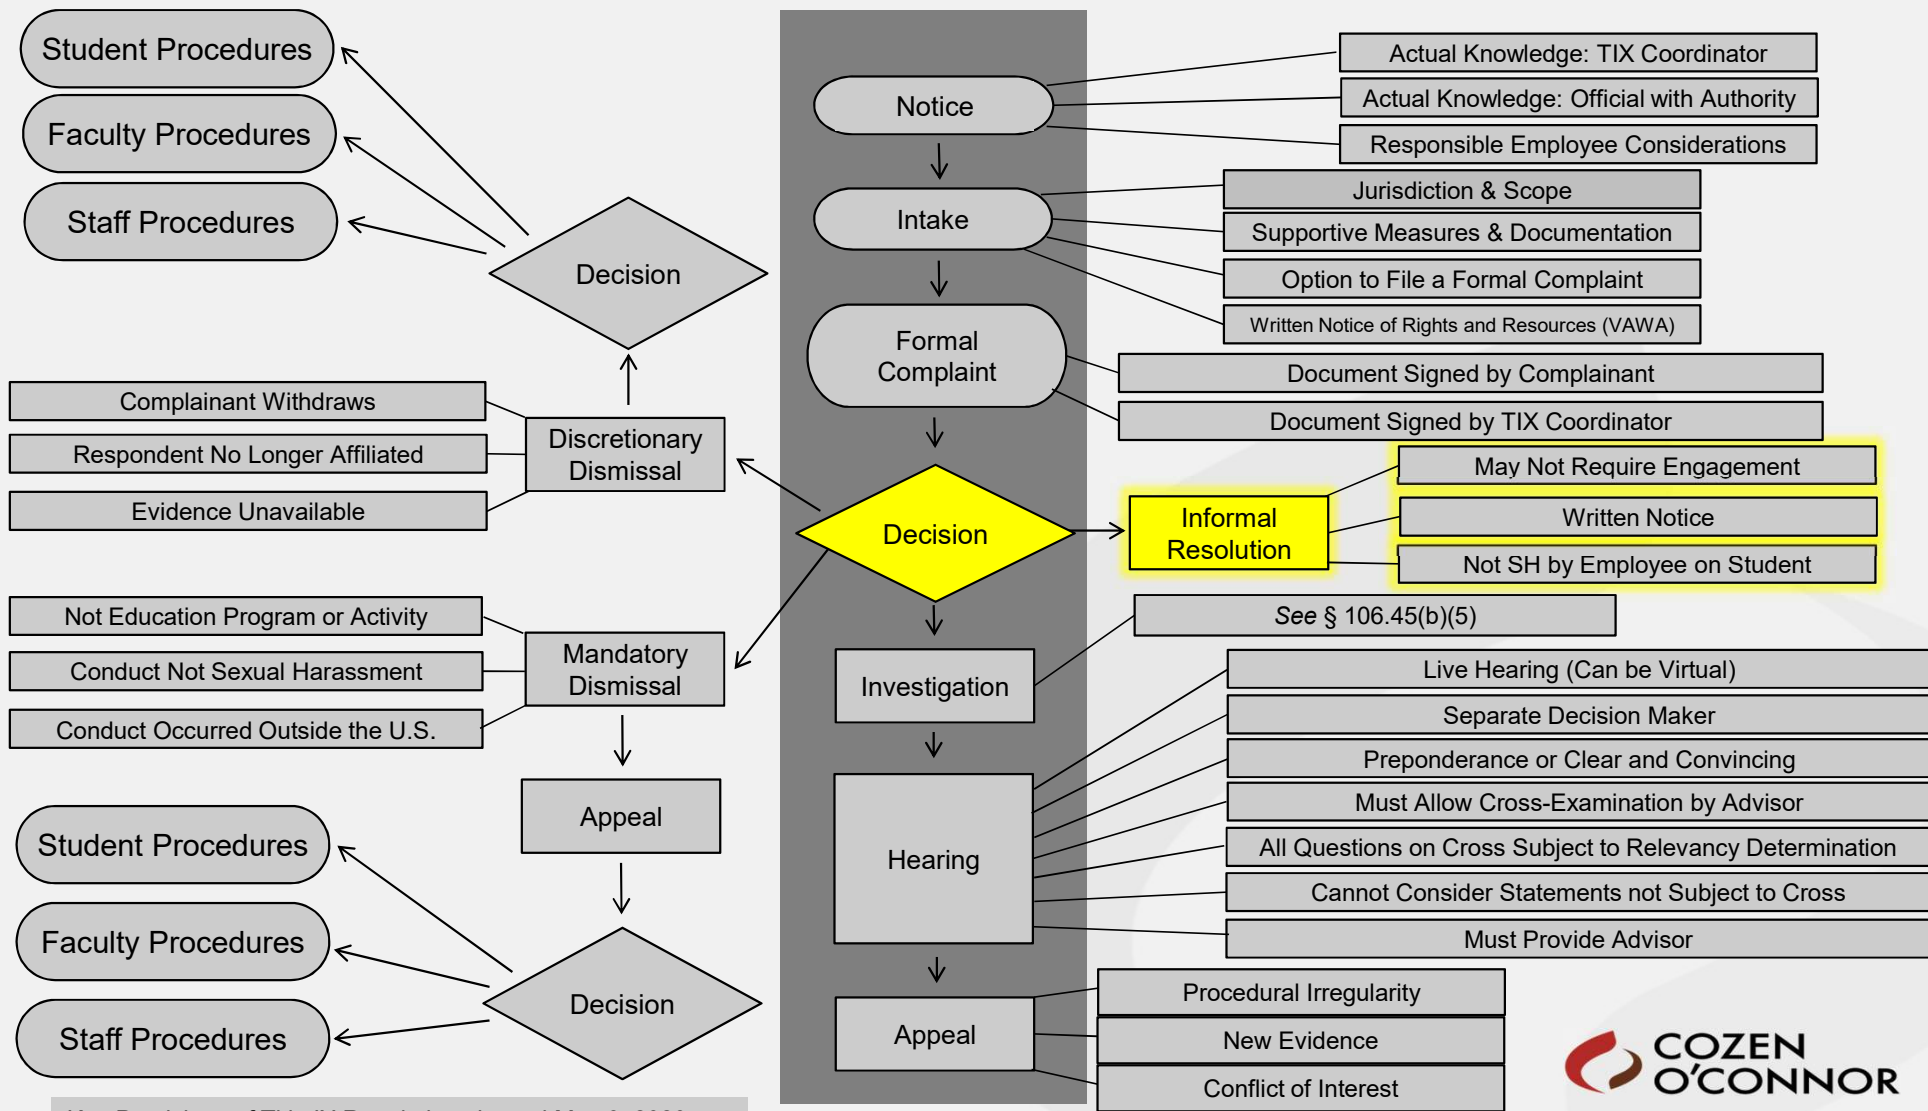 Student Procedures
Faculty Procedures
Staff Procedures
Decision
Complainant Withdraws
Respondent No Longer Affiliated
Evidence Unavailable
Discretionary
Dismissal
Not Education Program or Activity
Conduct Not Sexual Harassment
Conduct Occurred Outside the U.S.
Mandatory
Dismissal
Appeal
Student Procedures
Faculty Procedures
Staff Procedures
Decision
Notice
Intake
Formal
Complaint
Decision
Investigation
Hearing
Appeal
Actual Knowledge: TIX Coordinator
Actual Knowledge: Official with Authority
Responsible Employee Considerations
Jurisdiction & Scope
Supportive Measures & Documentation
Option to File a Formal Complaint
Written Notice of Rights and Resources (VAWA)
Document Signed by Complainant
Document Signed by TIX Coordinator
Informal
Resolution
May Not Require Engagement
Written Notice
Not SH by Employee on Student
See § 106.45(b)(5)
Live Hearing (Can be Virtual)
Separate Decision Maker
Preponderance or Clear and Convincing
Must Allow Cross-Examination by Advisor
All Questions on Cross Subject to Relevancy Determination
Cannot Consider Statements not Subject to Cross
Must Provide Advisor
Procedural Irregularity
New Evidence
Conflict of Interest
COZEN
O'CONNOR